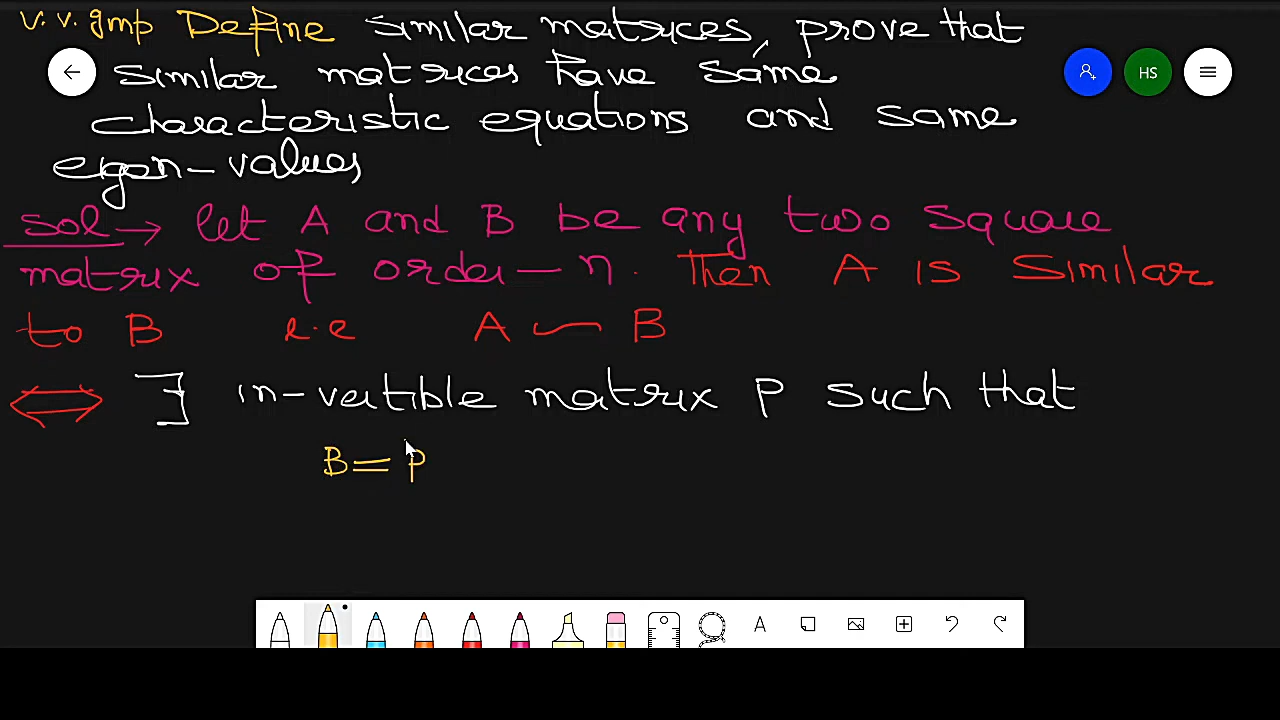 v. v. gmp Define similar matrices, prove that
HS
similar matrices have same
characteristic equations and same
eigen-values
sol → let A and B be any two square
matrix of order-n. Then A is Similar
to B i.e A ~ B
⇔ ∃ in-vertible matrix P such that
B = P
A